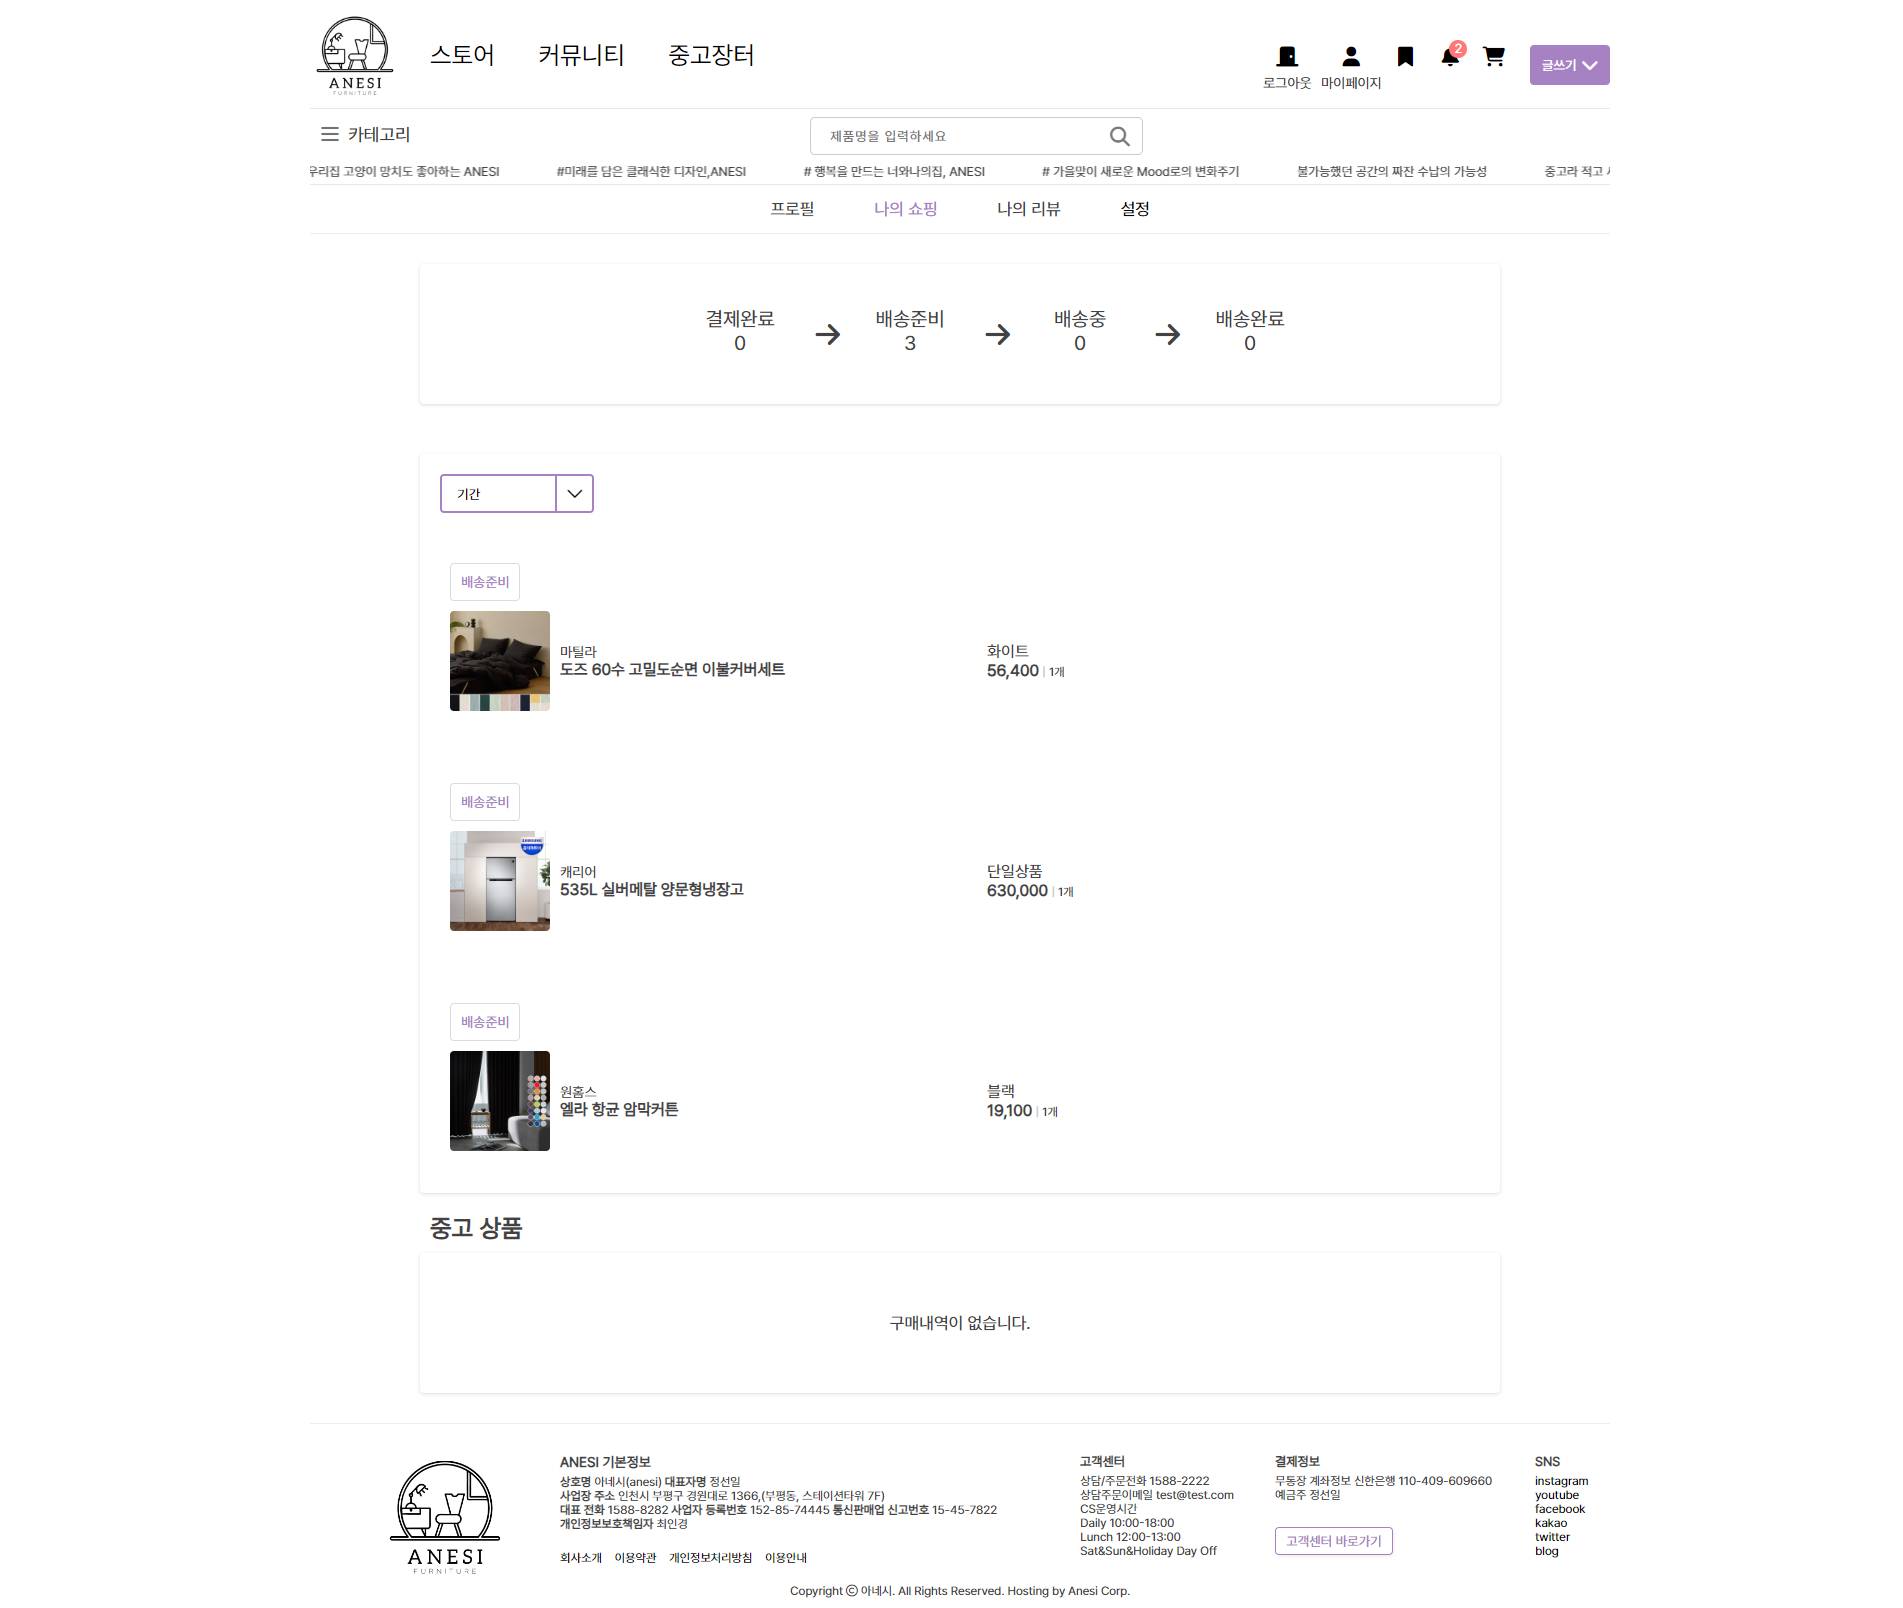 ANESI
FURNITURE
스토어 커뮤니티 중고장터
로그아웃 마이페이지
2
글쓰기
카테고리
제품명을 입력하세요
우리집 고양이 망치도 좋아하는 ANESI #미래를 담은 클래식한 디자인,ANESI # 행복을 만드는 너와나의집, ANESI # 가을맞이 새로운 Mood로의 변화주기 불가능했던 공간의 짜잔 수납의 가능성 중고라 적고
프로필 나의 쇼핑 나의 리뷰 설정
결제완료 배송준비 배송중 배송완료
0 3 0 0
기간
배송준비
마틸라
도즈 60수 고밀도순면 이불커버세트
화이트
56,400 | 1개
배송준비
캐리어
535L 실버메탈 양문형냉장고
단일상품
630,000 | 1개
배송준비
원홈스
엘라 항균 암막커튼
블랙
19,100 | 1개
중고 상품
구매내역이 없습니다.
ANESI
FURNITURE
ANESI 기본정보
상호명 아네시(anesi) 대표자명 정선일
사업장 주소 인천시 부평구 경원대로 1366,(부평동, 스테이션타워 7F)
대표 전화 1588-8282 사업자 등록번호 152-85-74445 통신판매업 신고번호 15-45-7822
개인정보보호책임자 최인경
회사소개 이용약관 개인정보처리방침 이용안내
고객센터
상담/주문전화 1588-2222
상담주문이메일 test@test.com
CS운영시간
Daily 10:00-18:00
Lunch 12:00-13:00
Sat&Sun&Holiday Day Off
결제정보
무통장 계좌정보 신한은행 110-409-609660
예금주 정선일
고객센터 바로가기
SNS
instagram
youtube
facebook
kakao
twitter
blog
Copyright ⓒ 아네시. All Rights Reserved. Hosting by Anesi Corp.